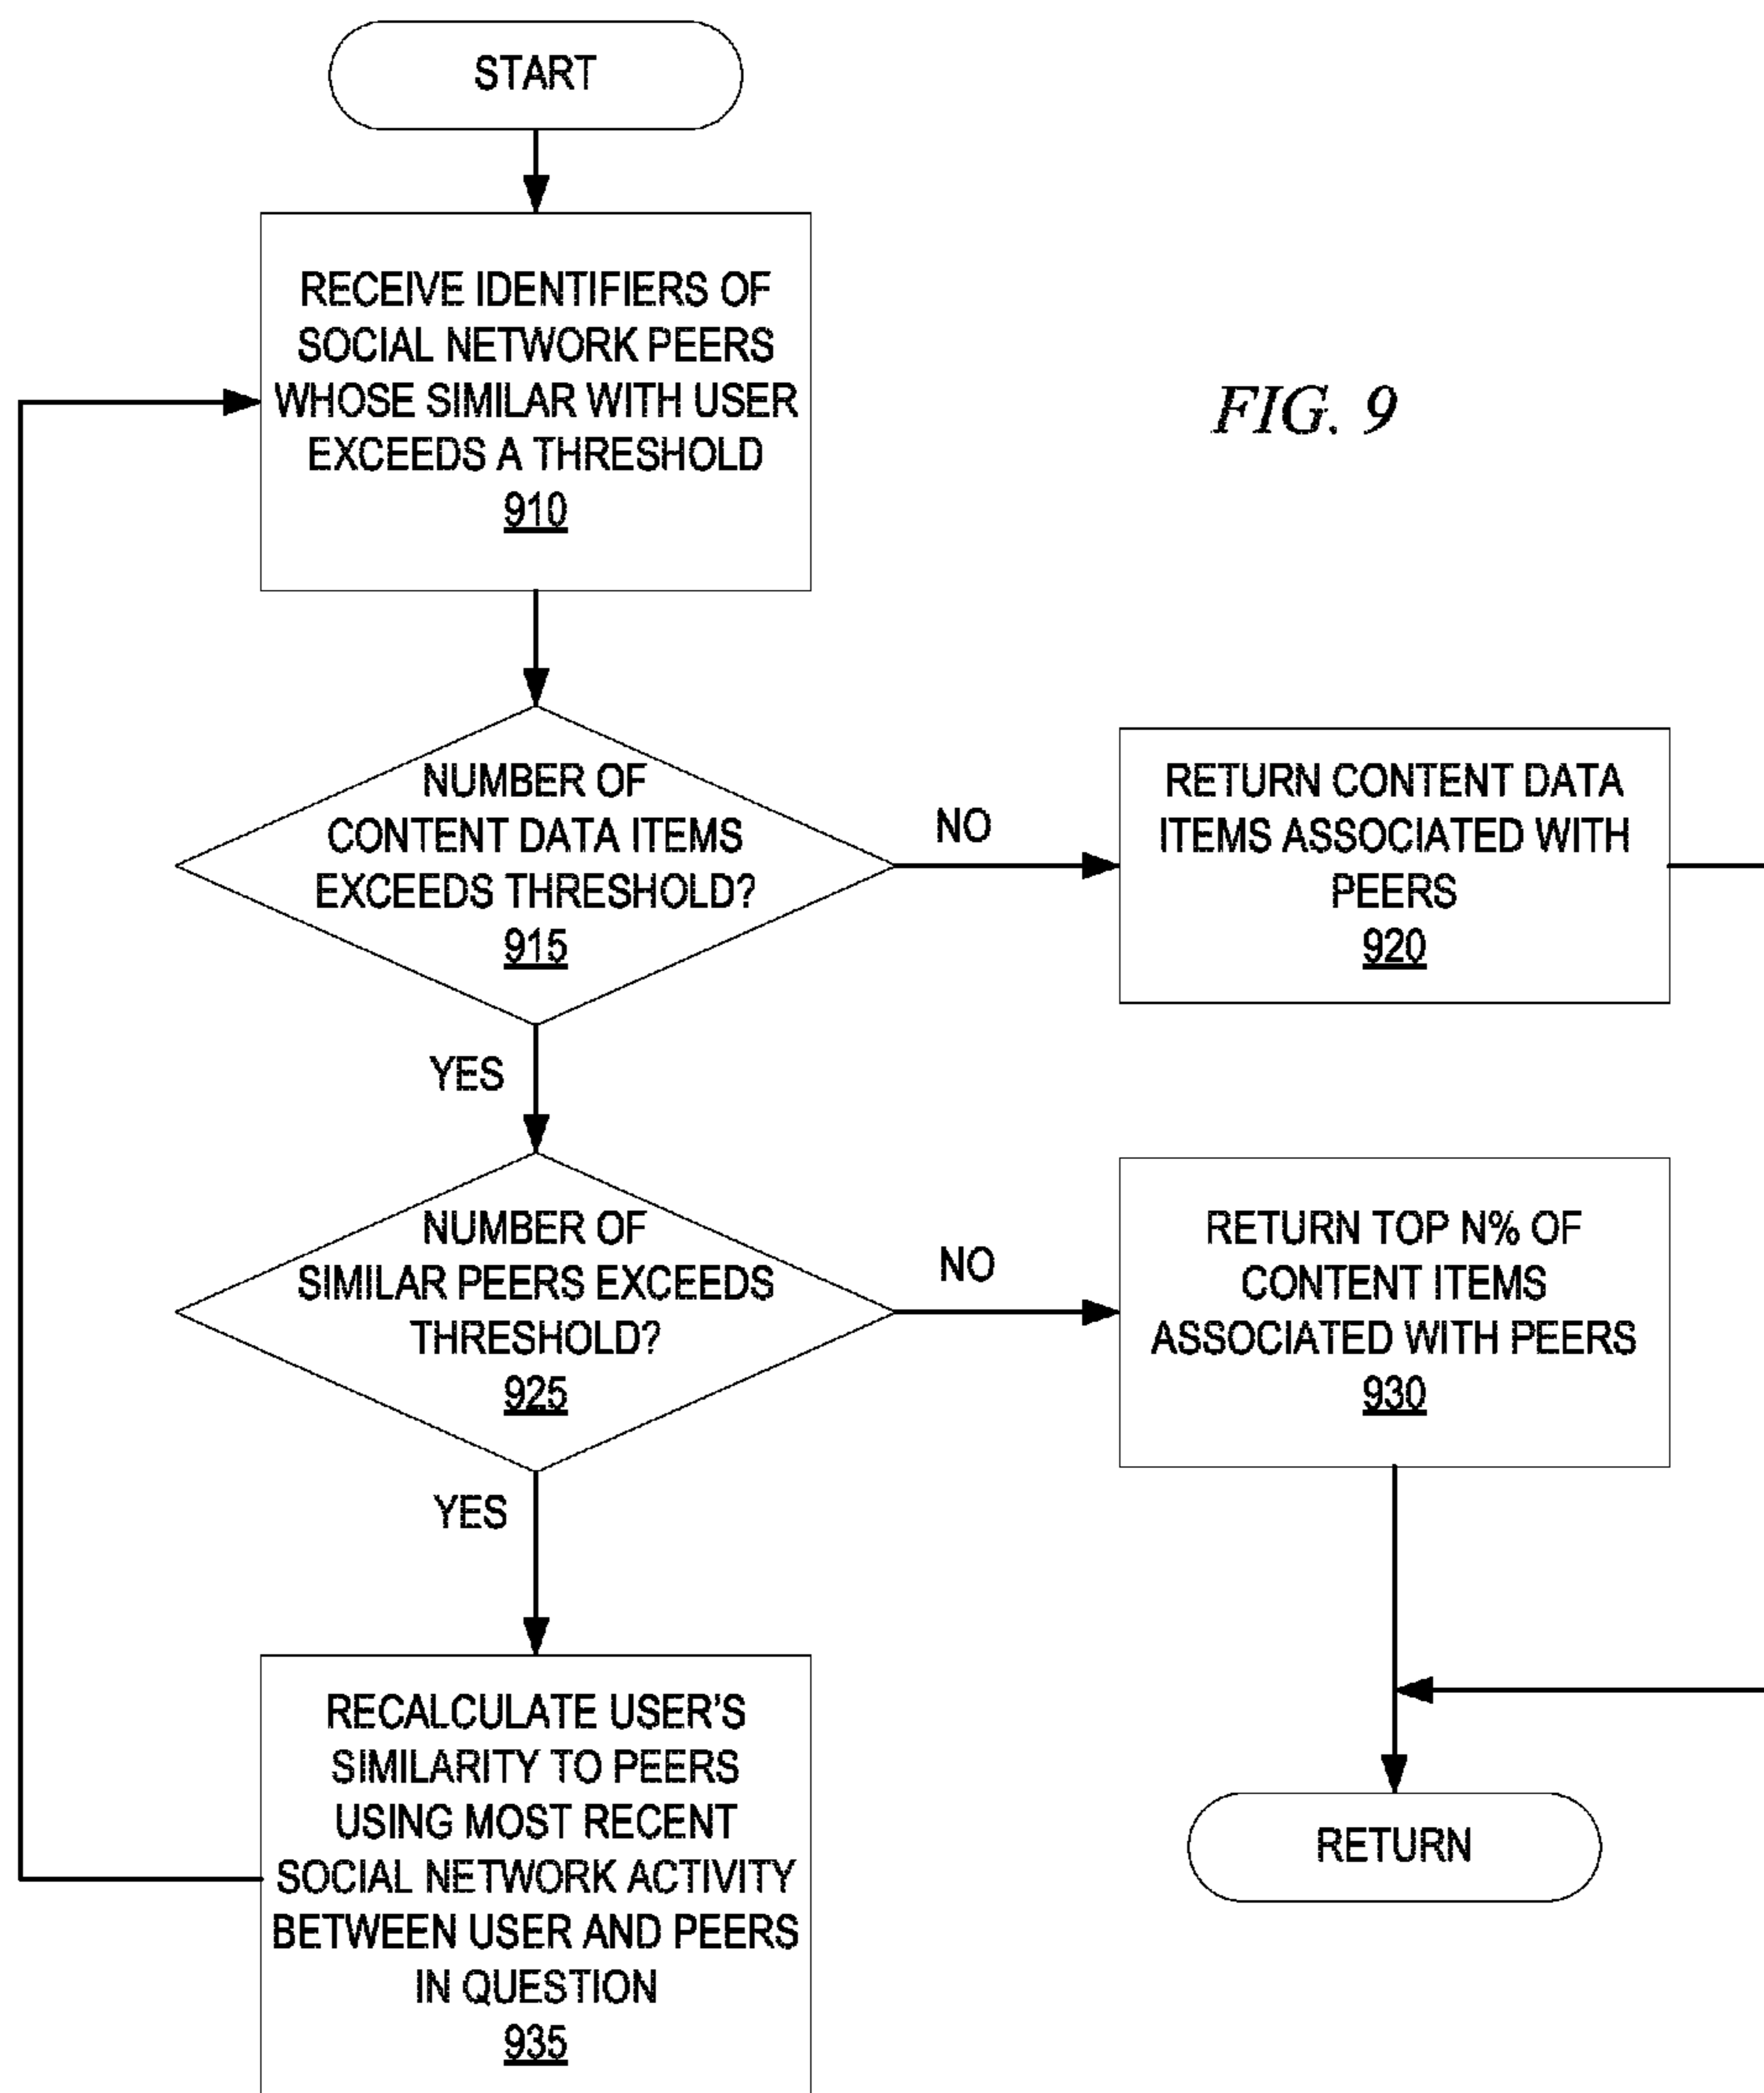 START
RECEIVE IDENTIFIERS OF
SOCIAL NETWORK PEERS
WHOSE SIMILAR WITH USER
EXCEEDS A THRESHOLD
910
FIG. 9
NUMBER OF
CONTENT DATA ITEMS
EXCEEDS THRESHOLD?
915
NO
RETURN CONTENT DATA
ITEMS ASSOCIATED WITH
PEERS
920
YES
NUMBER OF
SIMILAR PEERS EXCEEDS
THRESHOLD?
925
NO
RETURN TOP N% OF
CONTENT ITEMS
ASSOCIATED WITH PEERS
930
YES
RECALCULATE USER'S
SIMILARITY TO PEERS
USING MOST RECENT
SOCIAL NETWORK ACTIVITY
BETWEEN USER AND PEERS
IN QUESTION
935
RETURN